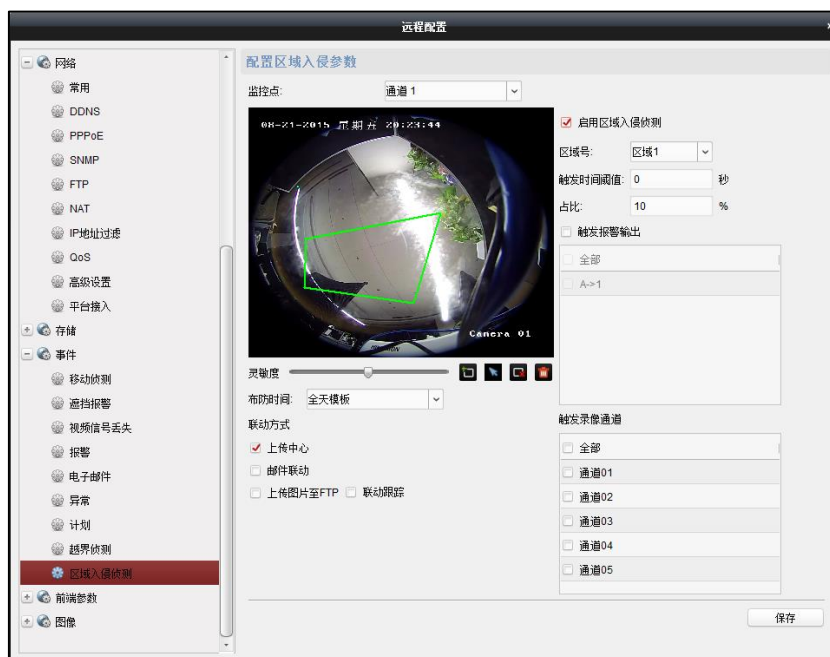 远程配置
网络
常用
DDNS
PPPoE
SNMP
FTP
NAT
IP地址过滤
QoS
高级设置
平台接入
存储
事件
移动侦测
遮挡报警
视频信号丢失
报警
电子邮件
异常
计划
越界侦测
区域入侵侦测
前端参数
图像
配置区域入侵参数
监控点: 通道 1
08-21-2015 星期五 20:23:44
Camera 01
灵敏度
布防时间: 全天模板
联动方式
上传中心
邮件联动
上传图片至FTP 联动跟踪
启用区域入侵侦测
区域号: 区域1
触发时间阈值: 0 秒
占比: 10 %
触发报警输出
全部
A->1
触发录像通道
全部
通道01
通道02
通道03
通道04
通道05
保存